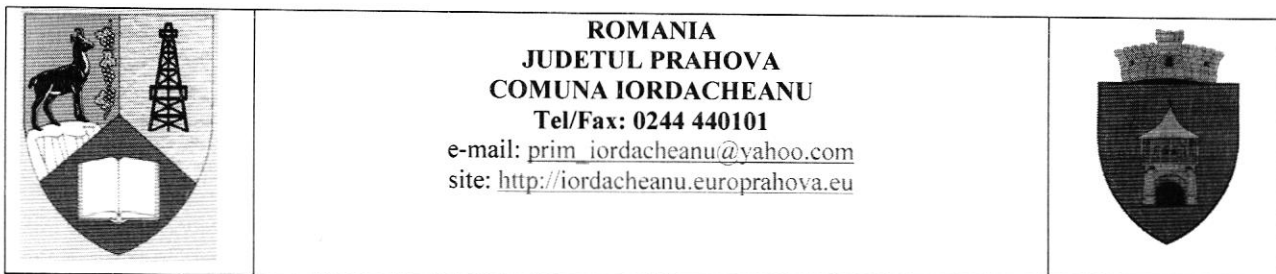 ROMANIA
JUDETUL PRAHOVA
COMUNA IORDACHEANU
Tel/Fax: 0244 440101
e-mail: prim_iordacheanu@yahoo.com
site: http://iordacheanu.europrahova.eu